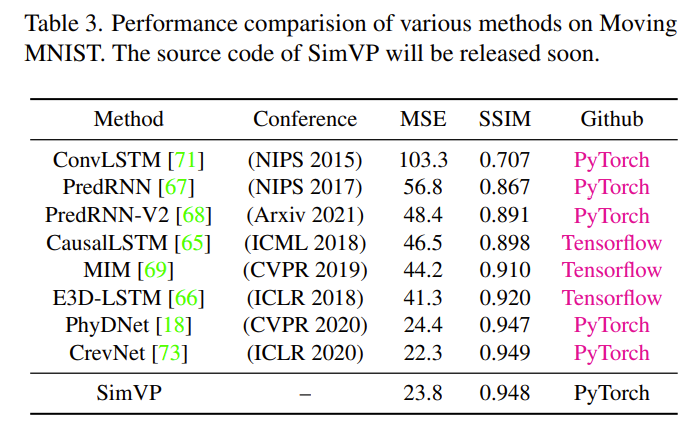 Table 3. Performance comparision of various methods on Moving
MNIST. The source code of SimVP will be released soon.
Method Conference MSE SSIM Github
ConvLSTM [71] (NIPS 2015) 103.3 0.707 PyTorch
PredRNN [67] (NIPS 2017) 56.8 0.867 PyTorch
PredRNN-V2 [68] (Arxiv 2021) 48.4 0.891 PyTorch
CausalLSTM [65] (ICML 2018) 46.5 0.898 Tensorflow
MIM [69] (CVPR 2019) 44.2 0.910 Tensorflow
E3D-LSTM [66] (ICLR 2018) 41.3 0.920 Tensorflow
PhyDNet [18] (CVPR 2020) 24.4 0.947 PyTorch
CrevNet [73] (ICLR 2020) 22.3 0.949 PyTorch
SimVP – 23.8 0.948 PyTorch